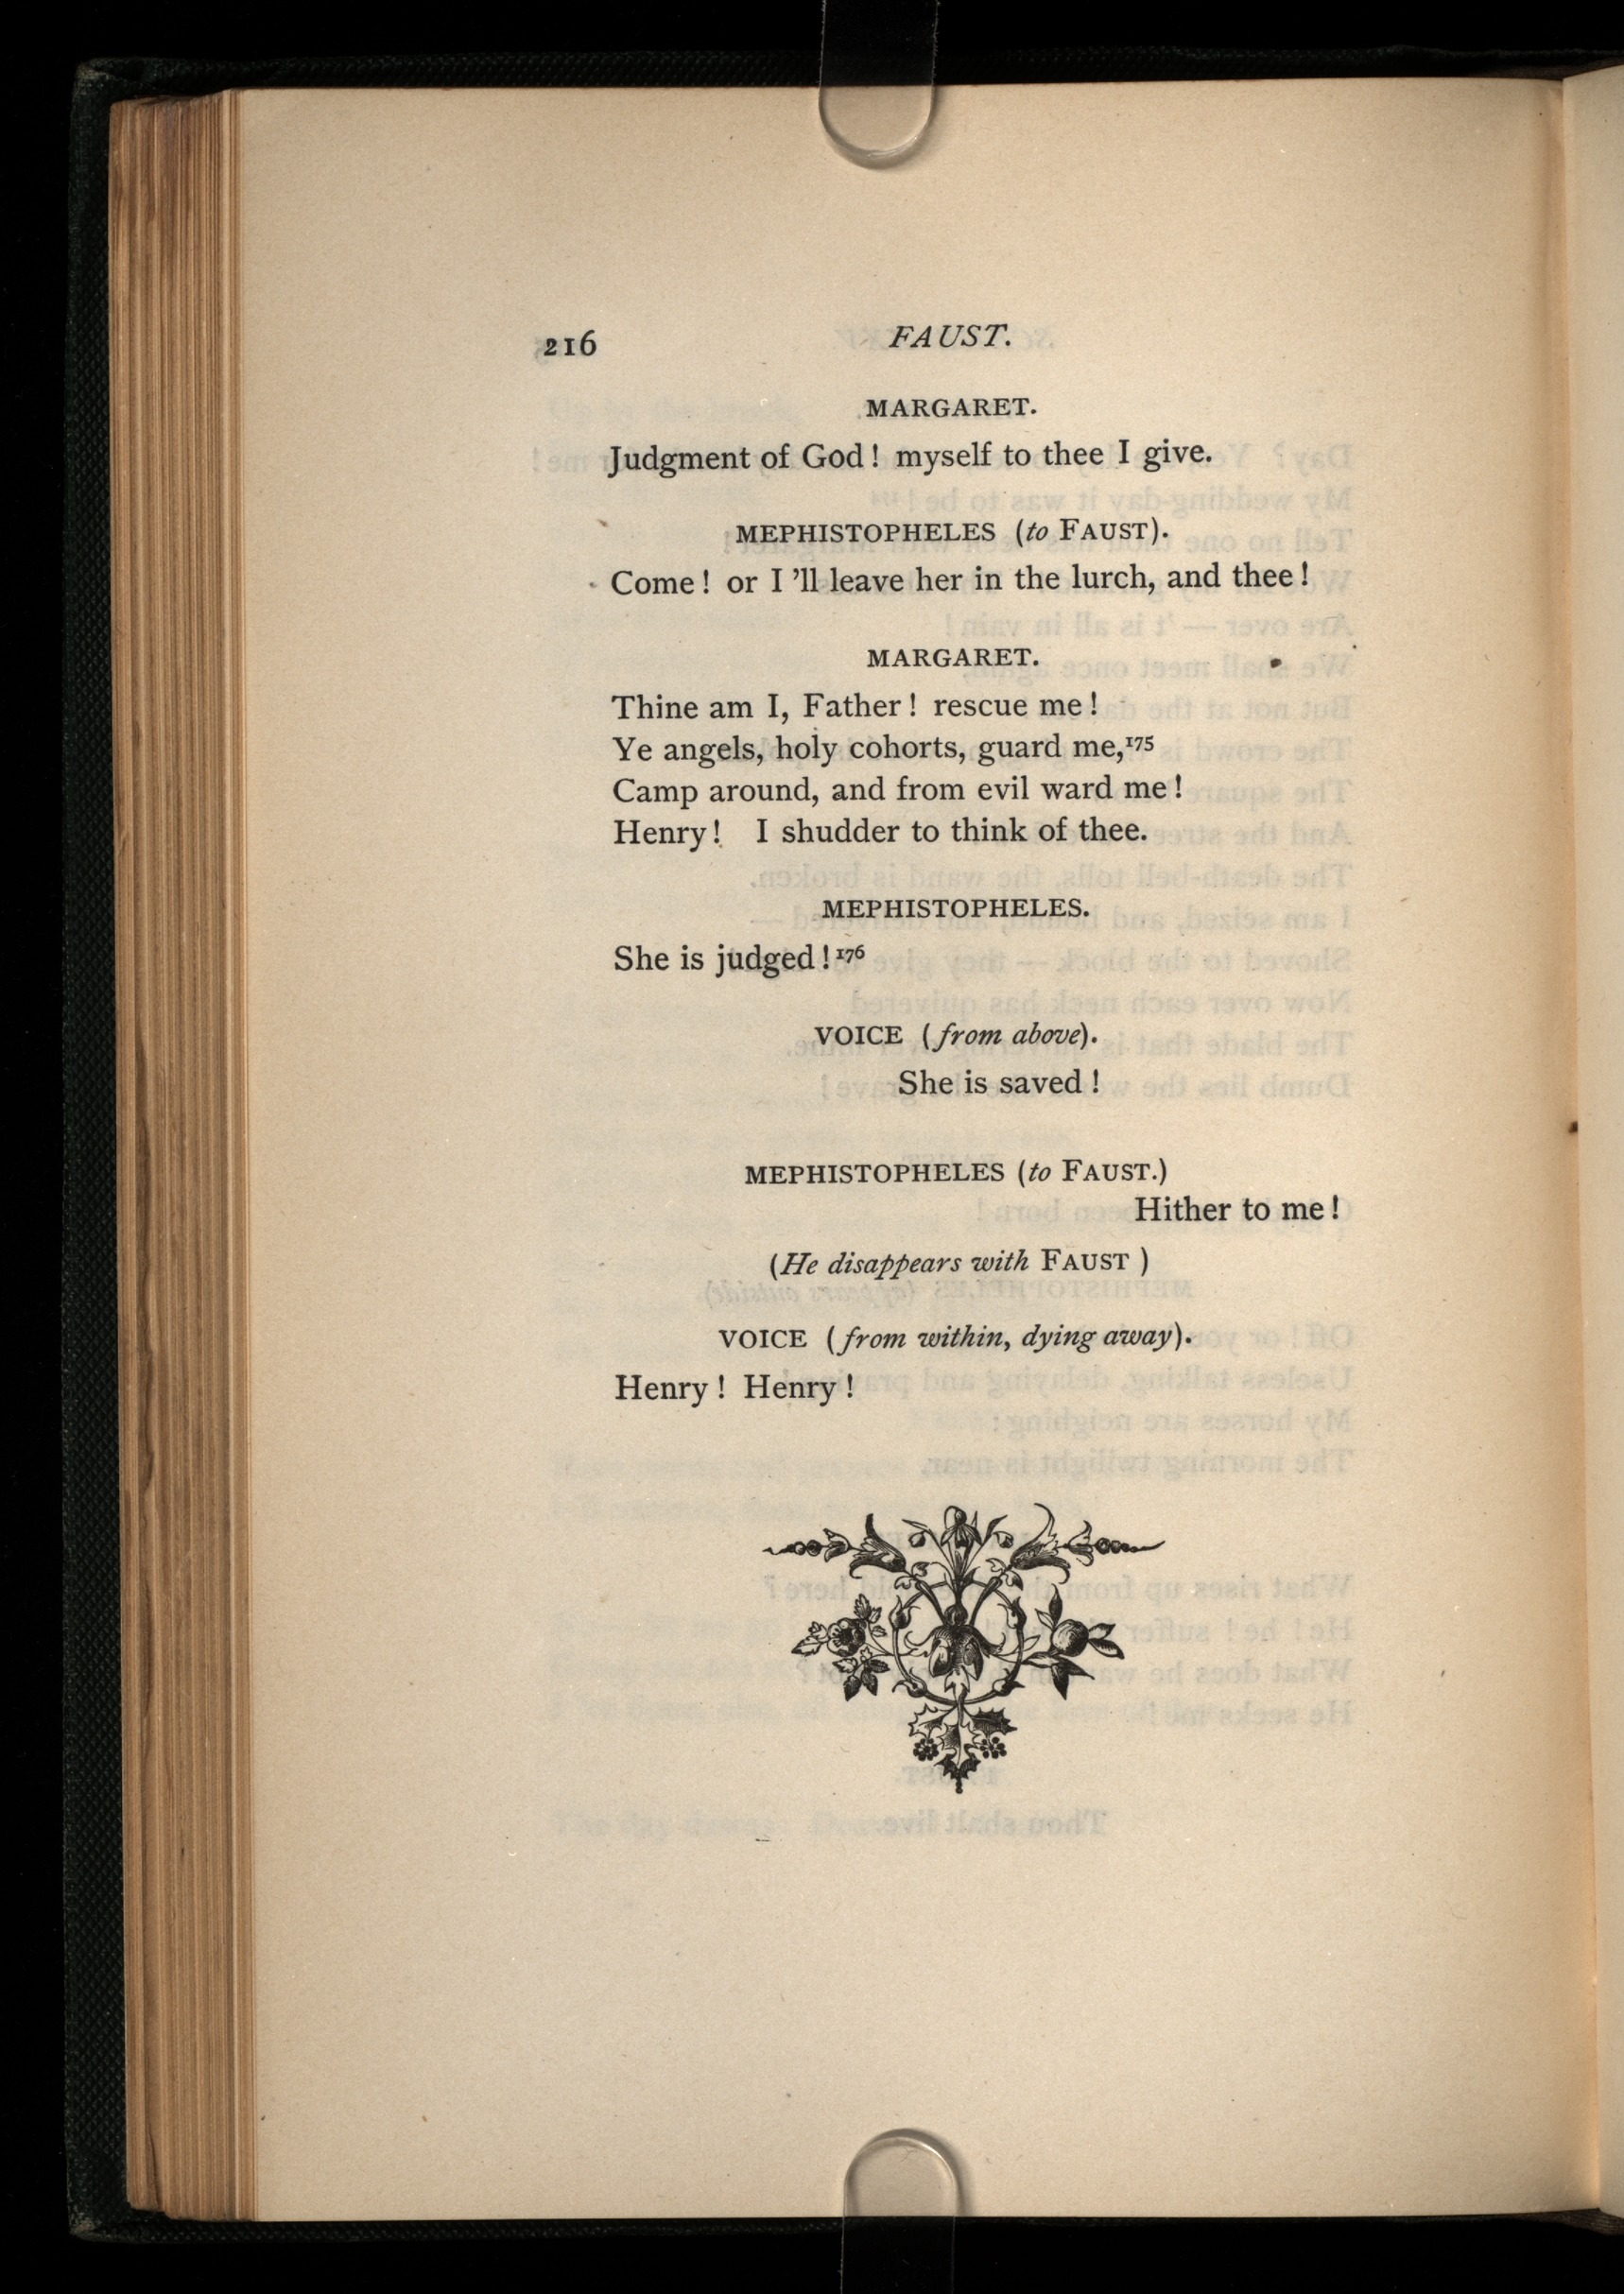 216
FAUST.
MARGARET.
Judgment of God! myself to thee I give.
MEPHISTOPHELES (to FAUST).
Come! or I 'll leave her in the lurch, and thee!
MARGARET.
Thine am I, Father! rescue me!
Ye angels, holy cohorts, guard me,¹⁷⁵
Camp around, and from evil ward me!
Henry! I shudder to think of thee.
MEPHISTOPHELES.
She is judged!¹⁷⁶
VOICE (from above).
She is saved!
MEPHISTOPHELES (to FAUST.)
Hither to me!
(He disappears with FAUST )
VOICE (from within, dying away).
Henry! Henry!